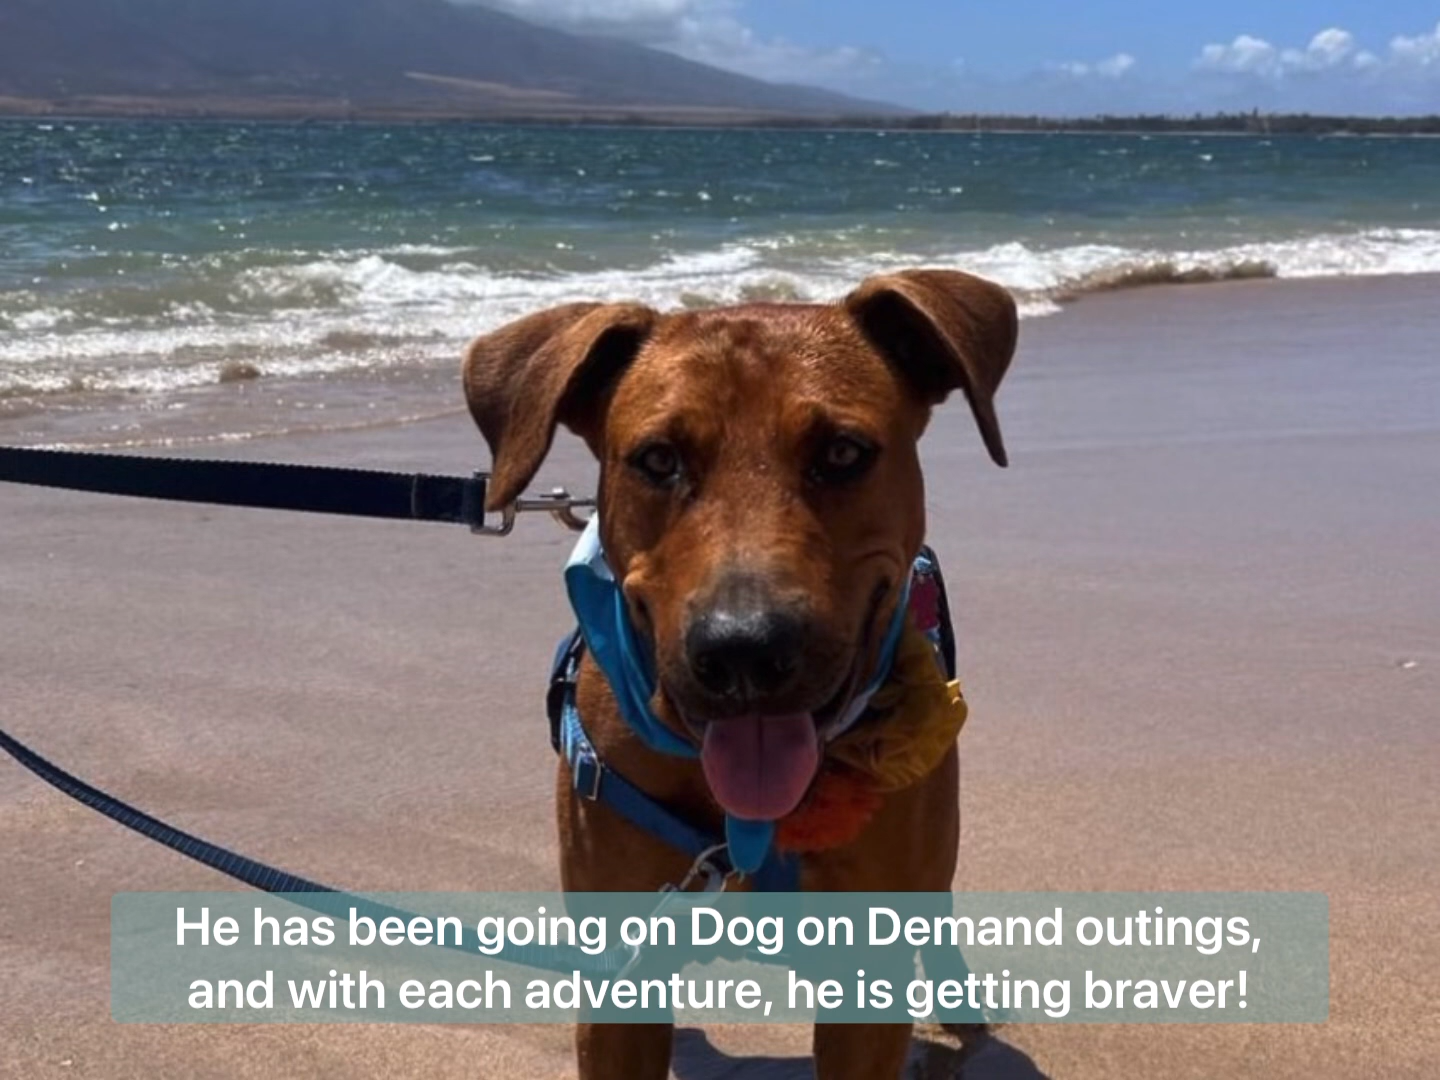 He has been going on Dog on Demand outings,
and with each adventure, he is getting braver!